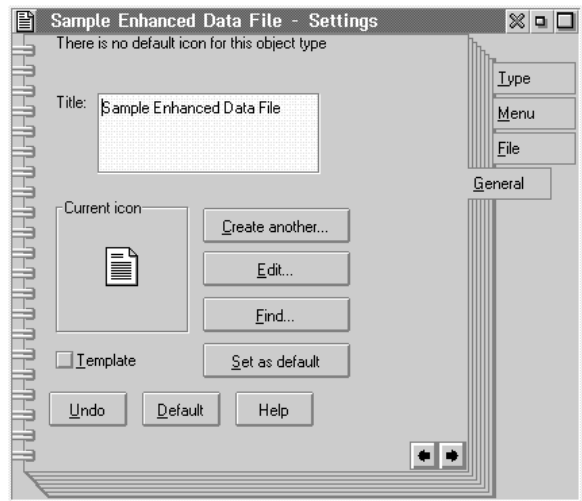 Sample Enhanced Data File - Settings
There is no default icon for this object type
Title:
Sample Enhanced Data File
Type
Menu
File
General
Current icon
Create another...
Edit...
Find...
Template
Set as default
Undo
Default
Help